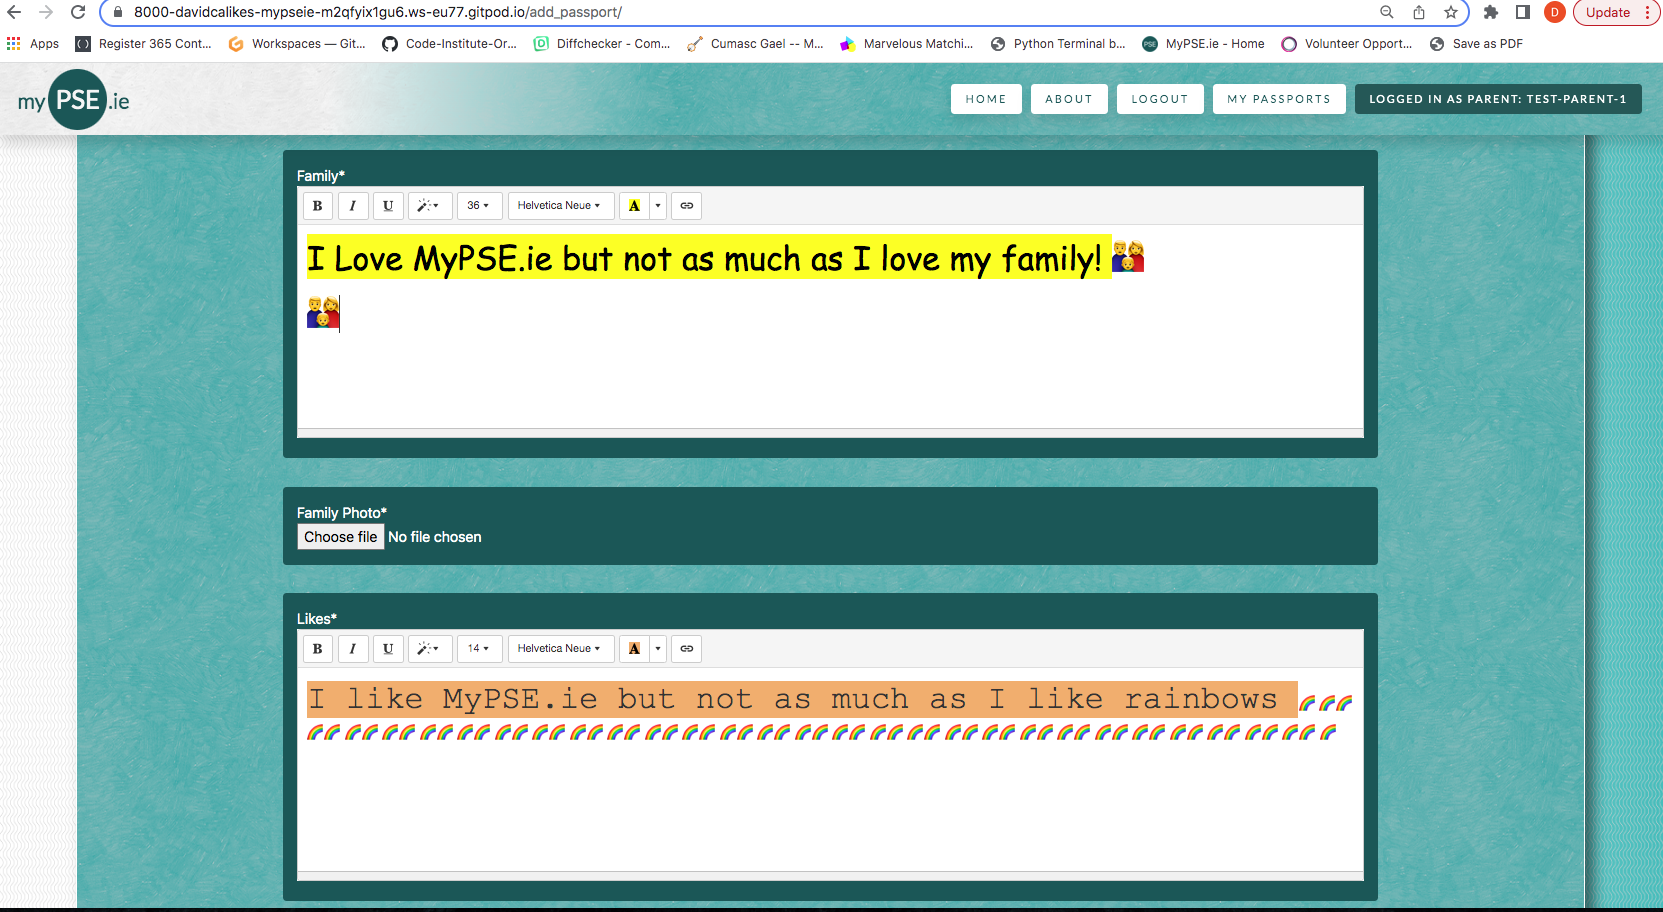 8000-davidcalikes-mypseie-m2qfyix1gu6.ws-eu77.gitpod.io/add_passport/
D
Update
Apps
Register 365 Cont...
Workspaces — Git...
Code-Institute-Or...
Diffchecker - Com...
Cumasc Gael -- M...
Marvelous Matchi...
Python Terminal b...
PSE
MyPSE.ie - Home
Volunteer Opport...
Save as PDF
my PSE .ie
HOME
ABOUT
LOGOUT
MY PASSPORTS
LOGGED IN AS PARENT: TEST-PARENT-1
Family*
B I U 36 Helvetica Neue A
I Love MyPSE.ie but not as much as I love my family! 👨‍👩‍👦
👨‍👩‍👦
Family Photo*
Choose file No file chosen
Likes*
B I U 14 Helvetica Neue A
I like MyPSE.ie but not as much as I like rainbows 🌈🌈🌈
🌈🌈🌈🌈🌈🌈🌈🌈🌈🌈🌈🌈🌈🌈🌈🌈🌈🌈🌈🌈🌈🌈🌈🌈🌈🌈🌈🌈🌈🌈🌈🌈🌈🌈🌈🌈🌈🌈🌈🌈🌈🌈🌈🌈🌈🌈🌈🌈🌈🌈🌈🌈🌈🌈🌈